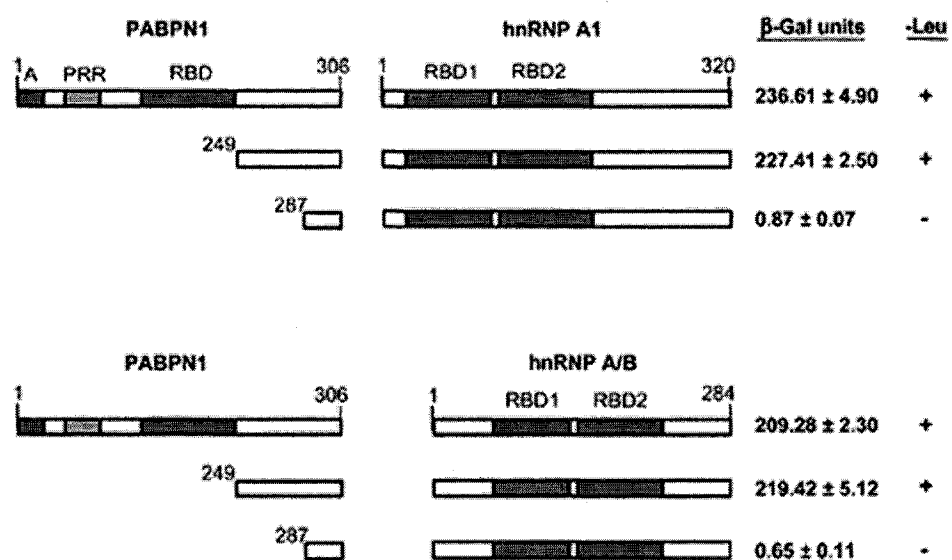 PABPN1 hnRNP A1 β-Gal units -Leu
1 A PRR RBD 306 1 RBD1 RBD2 320
236.61 ± 4.90 +
249 227.41 ± 2.50 +
287 0.87 ± 0.07 -
PABPN1 hnRNP A/B
1 306 1 RBD1 RBD2 284
209.28 ± 2.30 +
249 219.42 ± 5.12 +
287 0.65 ± 0.11 -